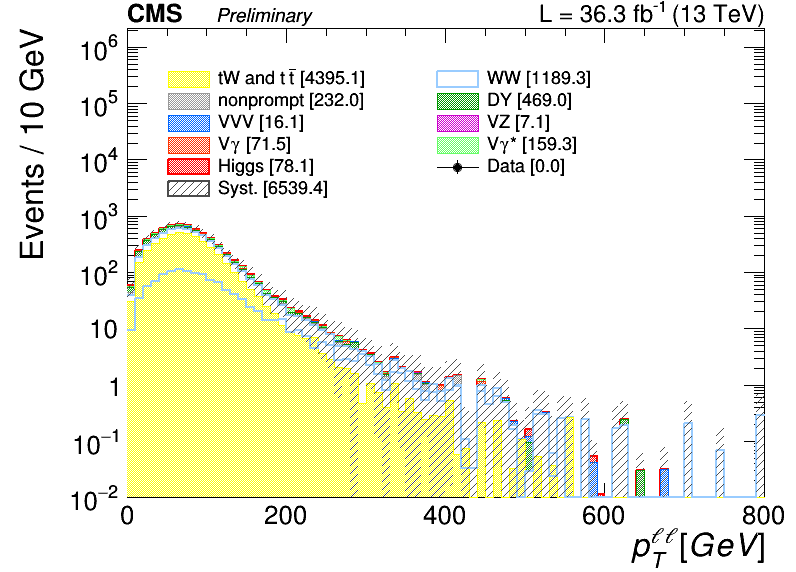 CMS Preliminary L = 36.3 fb⁻¹ (13 TeV)
Events / 10 GeV
10⁶
10⁵
10⁴
10³
10²
10
1
10⁻¹
10⁻²
tW and tt̄ [4395.1]
nonprompt [232.0]
VVV [16.1]
Vγ [71.5]
Higgs [78.1]
Syst. [6539.4]
WW [1189.3]
DY [469.0]
VZ [7.1]
Vγ* [159.3]
Data [0.0]
0 200 400 600 800
p_T^ℓℓ [GeV]